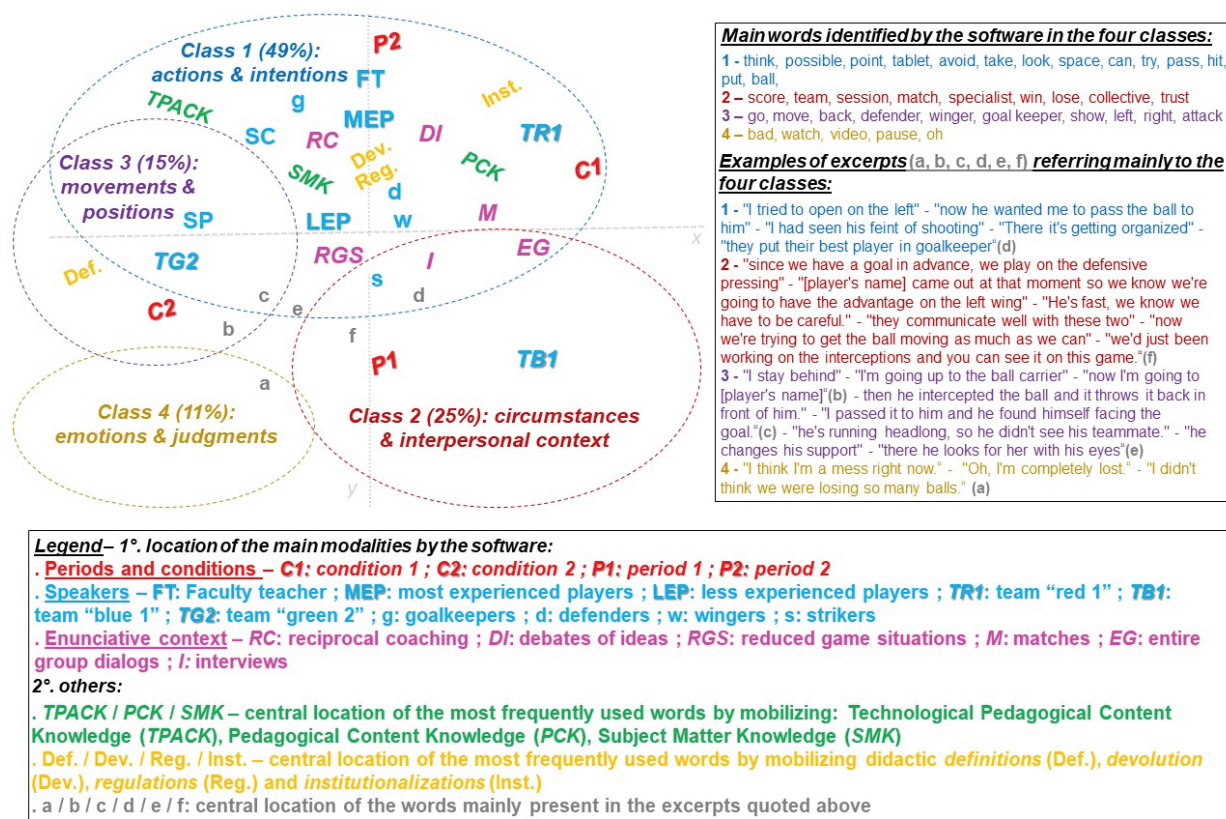 P2
Class 1 (49%):
actions & intentions
FT
Inst.
TPACK
g
MEP
SC
RC
DI
TR1
Class 3 (15%):
movements &
positions
Dev.
Reg.
SMK
PCK
C1
d
SP
LEP
w
M
x
TG2
RGS
I
EG
Def.
s
C2
c
d
e
b
f
P1
TB1
a
Class 4 (11%):
emotions & judgments
Class 2 (25%): circumstances
& interpersonal context
y
Main words identified by the software in the four classes:
1 - think, possible, point, tablet, avoid, take, look, space, can, try, pass, hit,
put, ball,
2 – score, team, session, match, specialist, win, lose, collective, trust
3 – go, move, back, defender, winger, goal keeper, show, left, right, attack
4 – bad, watch, video, pause, oh
Examples of excerpts (a, b, c, d, e, f) referring mainly to the
four classes:
1 - "I tried to open on the left" - "now he wanted me to pass the ball to
him" - "I had seen his feint of shooting" - "There it's getting organized" -
"they put their best player in goalkeeper“(d)
2 - "since we have a goal in advance, we play on the defensive
pressing" - "[player's name] came out at that moment so we know we're
going to have the advantage on the left wing" - "He's fast, we know we
have to be careful." - "they communicate well with these two" - "now
we're trying to get the ball moving as much as we can" - "we'd just been
working on the interceptions and you can see it on this game.“(f)
3 - "I stay behind" - "I'm going up to the ball carrier" - "now I'm going to
[player's name]“(b) - then he intercepted the ball and it throws it back in
front of him." - "I passed it to him and he found himself facing the
goal.“(c) - "he's running headlong, so he didn't see his teammate." - "he
changes his support" - "there he looks for her with his eyes“(e)
4 - "I think I'm a mess right now.“ - "Oh, I'm completely lost.“ - "I didn't
think we were losing so many balls.“ (a)
Legend – 1°. location of the main modalities by the software:
. Periods and conditions – C1: condition 1 ; C2: condition 2 ; P1: period 1 ; P2: period 2
. Speakers – FT: Faculty teacher ; MEP: most experienced players ; LEP: less experienced players ; TR1: team “red 1” ; TB1:
team “blue 1” ; TG2: team “green 2” ; g: goalkeepers ; d: defenders ; w: wingers ; s: strikers
. Enunciative context – RC: reciprocal coaching ; DI: debates of ideas ; RGS: reduced game situations ; M: matches ; EG: entire
group dialogs ; I: interviews
2°. others:
. TPACK / PCK / SMK – central location of the most frequently used words by mobilizing: Technological Pedagogical Content
Knowledge (TPACK), Pedagogical Content Knowledge (PCK), Subject Matter Knowledge (SMK)
. Def. / Dev. / Reg. / Inst. – central location of the most frequently used words by mobilizing didactic definitions (Def.), devolution
(Dev.), regulations (Reg.) and institutionalizations (Inst.)
. a / b / c / d / e / f: central location of the words mainly present in the excerpts quoted above